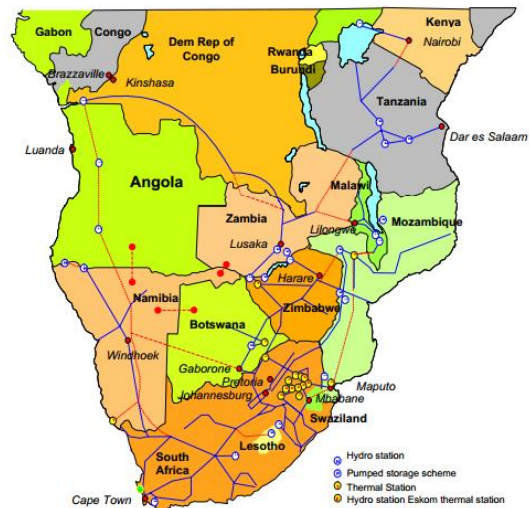 Gabon
Congo
Dem Rep of
Congo
Rwanda
Burundi
Kenya
Nairobi
Brazzaville
Kinshasa
Tanzania
Dar es Salaam
Luanda
Angola
Zambia
Lusaka
Malawi
Lilongwe
Mozambique
Harare
Zimbabwe
Namibia
Botswana
Windhoek
Gaborone
Pretoria
Johannesburg
Maputo
Mbabane
Swaziland
Lesotho
South
Africa
Cape Town
Hydro station
Pumped storage scheme
Thermal Station
Hydro station Eskom thermal station